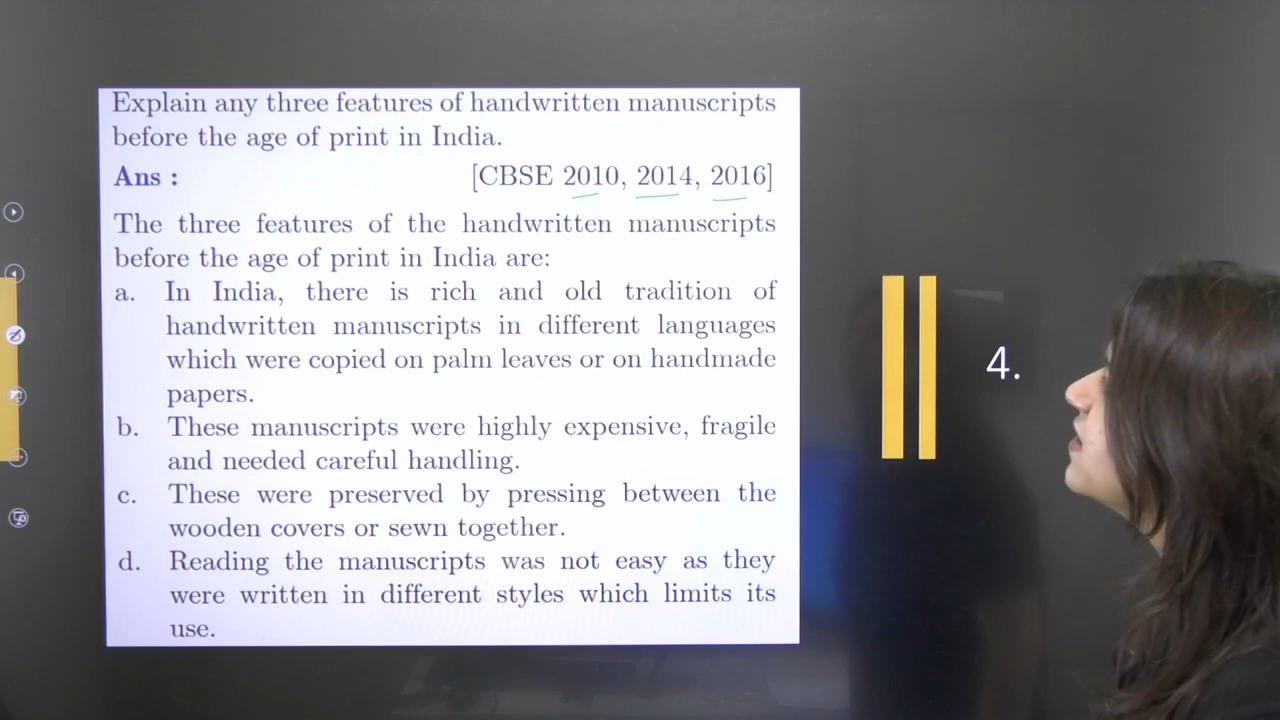 Explain any three features of handwritten manuscripts
before the age of print in India.
Ans : [CBSE 2010, 2014, 2016]
The three features of the handwritten manuscripts
before the age of print in India are:
a. In India, there is rich and old tradition of
handwritten manuscripts in different languages
which were copied on palm leaves or on handmade
papers.
b. These manuscripts were highly expensive, fragile
and needed careful handling.
c. These were preserved by pressing between the
wooden covers or sewn together.
d. Reading the manuscripts was not easy as they
were written in different styles which limits its
use.
4.